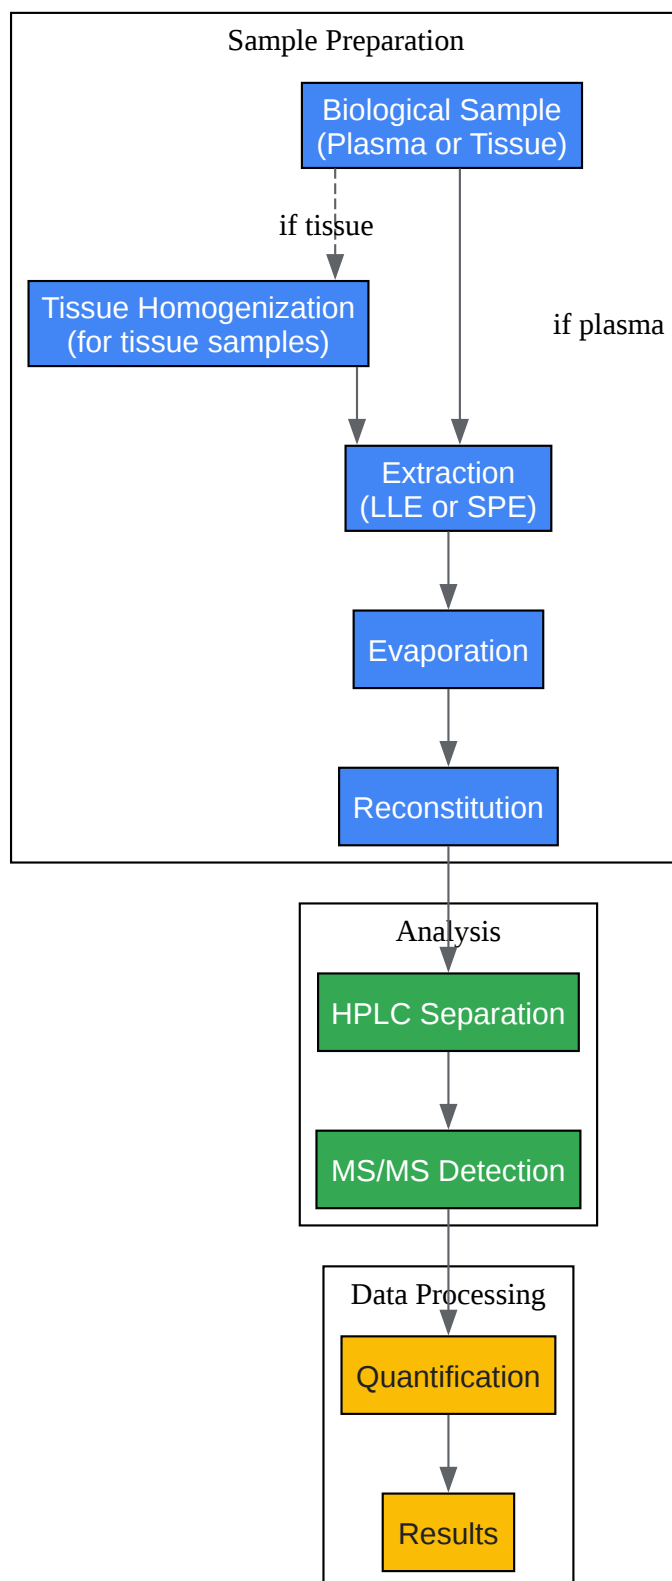 Sample Preparation
Biological Sample
(Plasma or Tissue)
if tissue
Tissue Homogenization
(for tissue samples)
if plasma
Extraction
(LLE or SPE)
Evaporation
Reconstitution
Analysis
HPLC Separation
MS/MS Detection
Data Processing
Quantification
Results